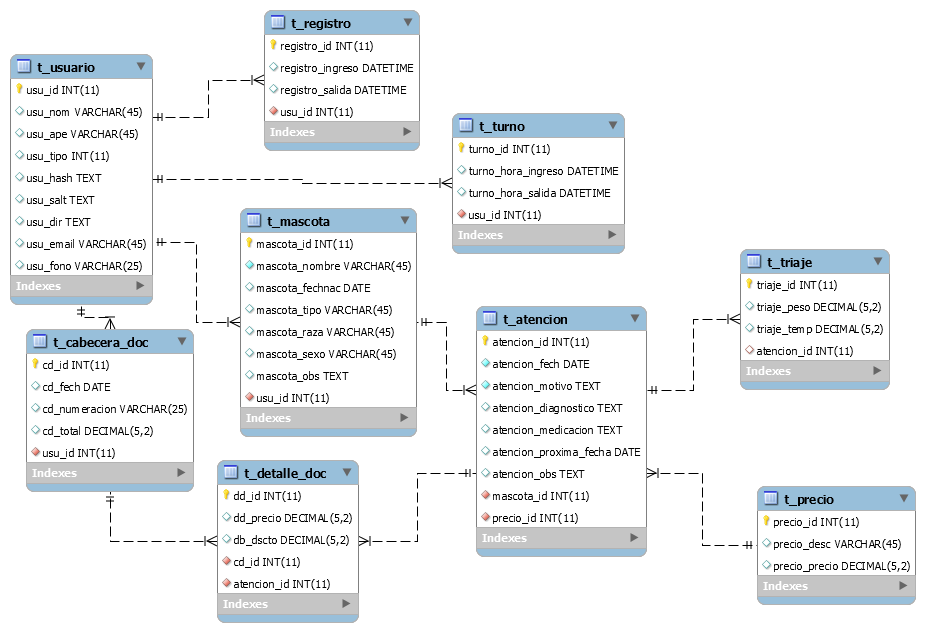 t_registro
registro_id INT(11)
registro_ingreso DATETIME
registro_salida DATETIME
usu_id INT(11)
Indexes
t_usuario
usu_id INT(11)
usu_nom VARCHAR(45)
usu_ape VARCHAR(45)
usu_tipo INT(11)
usu_hash TEXT
usu_salt TEXT
usu_dir TEXT
usu_email VARCHAR(45)
usu_fono VARCHAR(25)
Indexes
t_turno
turno_id INT(11)
turno_hora_ingreso DATETIME
turno_hora_salida DATETIME
usu_id INT(11)
Indexes
t_mascota
mascota_id INT(11)
mascota_nombre VARCHAR(45)
mascota_fechnac DATE
mascota_tipo VARCHAR(45)
mascota_raza VARCHAR(45)
mascota_sexo VARCHAR(45)
mascota_obs TEXT
usu_id INT(11)
Indexes
t_triaje
triaje_id INT(11)
triaje_peso DECIMAL(5,2)
triaje_temp DECIMAL(5,2)
atencion_id INT(11)
Indexes
t_atencion
atencion_id INT(11)
atencion_fech DATE
atencion_motivo TEXT
atencion_diagnostico TEXT
atencion_medicacion TEXT
atencion_proxima_fecha DATE
atencion_obs TEXT
mascota_id INT(11)
precio_id INT(11)
Indexes
t_cabecera_doc
cd_id INT(11)
cd_fech DATE
cd_numeracion VARCHAR(25)
cd_total DECIMAL(5,2)
usu_id INT(11)
Indexes
t_detalle_doc
dd_id INT(11)
dd_precio DECIMAL(5,2)
db_dscto DECIMAL(5,2)
cd_id INT(11)
atencion_id INT(11)
Indexes
t_precio
precio_id INT(11)
precio_desc VARCHAR(45)
precio_precio DECIMAL(5,2)
Indexes